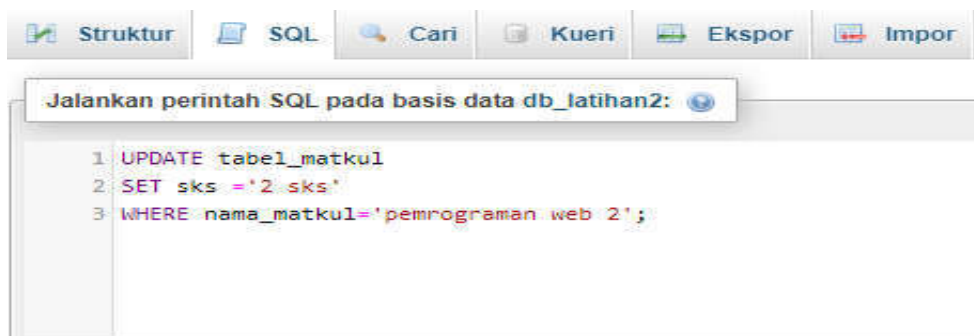 Struktur SQL Cari Kueri Ekspor Impor
Jalankan perintah SQL pada basis data db_latihan2:
1 UPDATE tabel_matkul
2 SET sks ='2 sks'
3 WHERE nama_matkul='pemrograman web 2';